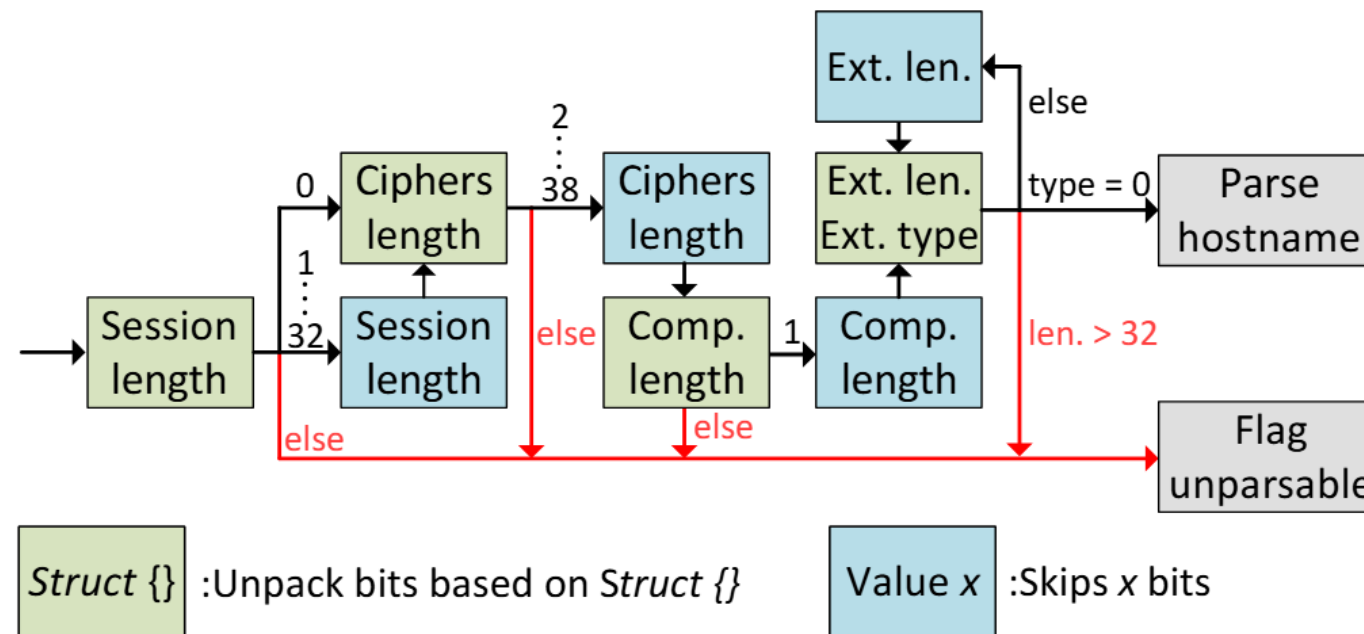 Ext. len.
else
2
⋮
38
0
Ciphers
length
Ciphers
length
Ext. len.
Ext. type
type = 0
Parse
hostname
1
⋮
32
Session
length
Session
length
else
Comp.
length
1
Comp.
length
len. > 32
else
else
Flag
unparsable
Struct {} :Unpack bits based on Struct {}
Value x :Skips x bits